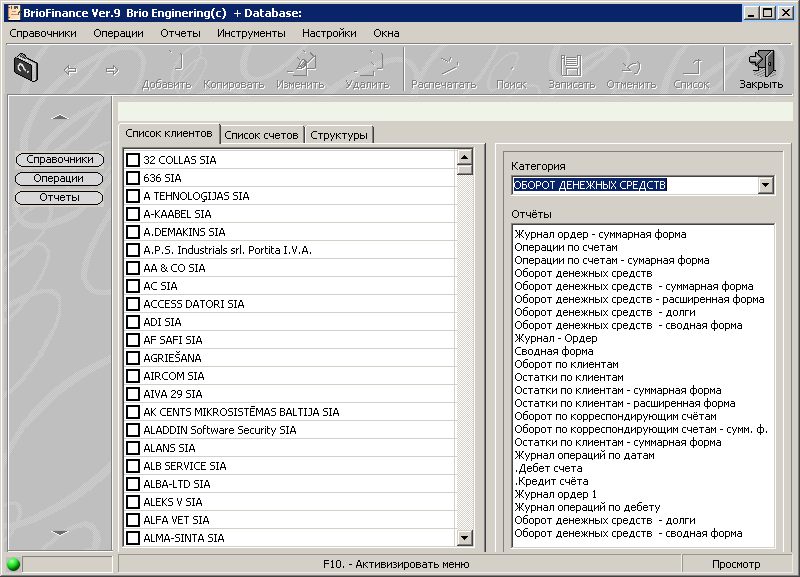 BrioFinance Ver.9 Brio Enginering(c) + Database:
Справочники Операции Отчеты Инструменты Настройки Окна
Добавить Копировать Изменить Удалить Распечатать Поиск Записать Отменить Список Закрыть
Справочники
Операции
Отчеты
Список клиентов Список счетов Структуры
32 COLLAS SIA
636 SIA
A TEHNOLOĢIJAS SIA
A-KAABEL SIA
A.DEMAKINS SIA
A.P.S. Industrials srl. Portita I.V.A.
AA & CO SIA
AC SIA
ACCESS DATORI SIA
ADI SIA
AF SAFI SIA
AGRIEŠANA
AIRCOM SIA
AIVA 29 SIA
AK CENTS MIKROSISTĒMAS BALTIJA SIA
ALADDIN Software Security SIA
ALANS SIA
ALB SERVICE SIA
ALBA-LTD SIA
ALEKS V SIA
ALFA VET SIA
ALMA-SINTA SIA
Категория
ОБОРОТ ДЕНЕЖНЫХ СРЕДСТВ
Отчёты
Журнал ордер - суммарная форма
Операции по счетам
Операции по счетам - сумарная форма
Оборот денежных средств
Оборот денежных средств - суммарная форма
Оборот денежных средств - расширенная форма
Оборот денежных средств - долги
Оборот денежных средств - сводная форма
Журнал - Ордер
Сводная форма
Оборот по клиентам
Остатки по клиентам
Остатки по клиентам - суммарная форма
Остатки по клиентам - расширенная форма
Оборот по корреспондирующим счётам
Оборот по корреспондирующим счетам - сумм. ф.
Остатки по клиентам - суммарная форма
Журнал операций по датам
.Дебет счета
.Кредит счёта
Журнал ордер 1
Журнал операций по дебету
Оборот денежных средств - долги
Оборот денежных средств - сводная форма
F10. - Активизировать меню
Просмотр